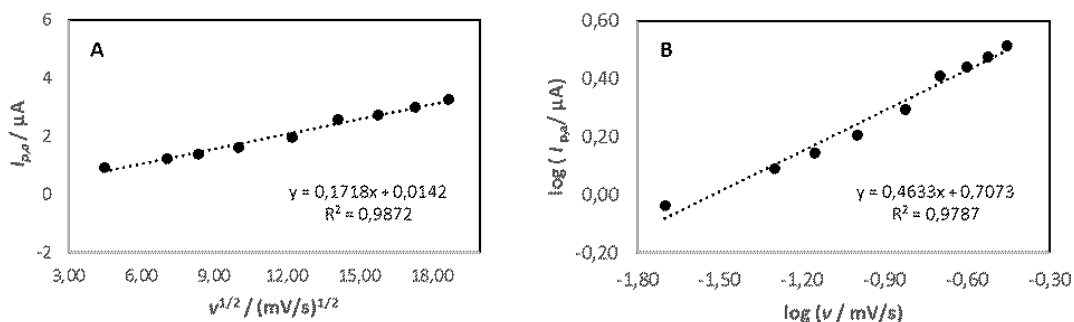 A
6
4
2
0
-2
I p,a / µA
y = 0,1718x + 0,0142
R² = 0,9872
3,00 6,00 9,00 12,00 15,00 18,00
v^1/2 / (mV/s)^1/2
B
0,60
0,40
0,20
0,00
-0,20
log ( I p,a/ µA)
y = 0,4633x + 0,7073
R² = 0,9787
-1,80 -1,50 -1,20 -0,90 -0,60 -0,30
log (v / mV/s)